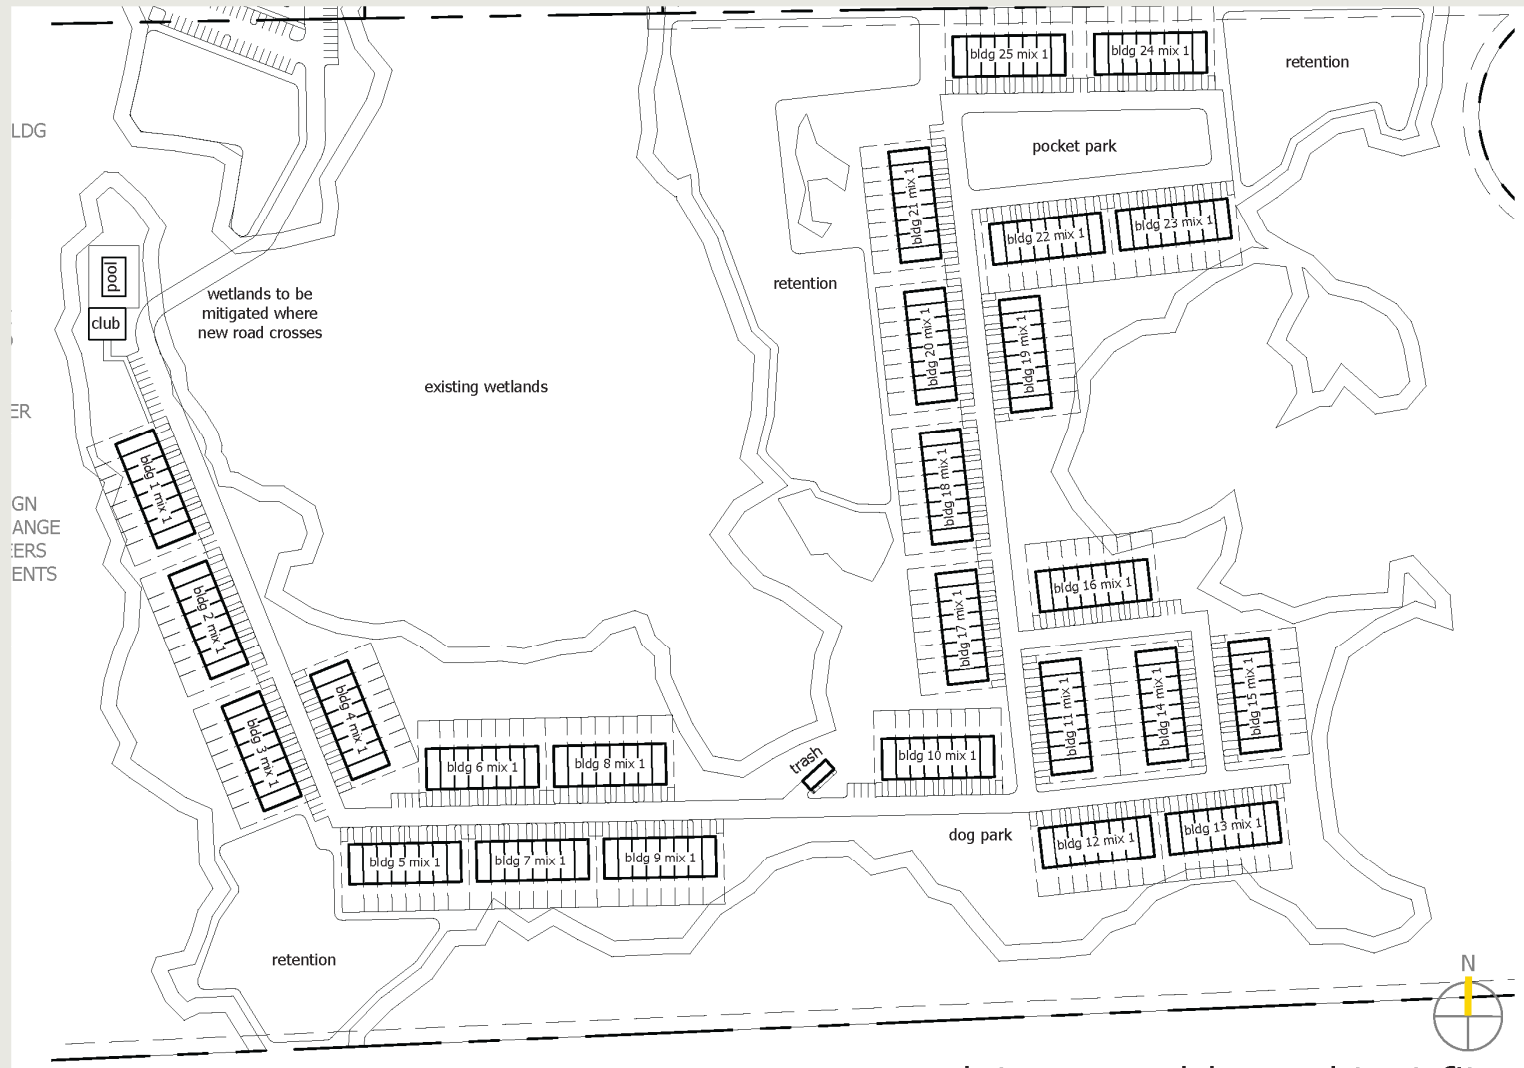 bldg 25 mix 1
bldg 24 mix 1
retention
LDG
pocket park
bldg 21 mix 1
bldg 22 mix 1
bldg 23 mix 1
pool
club
wetlands to be
mitigated where
new road crosses
retention
bldg 20 mix 1
bldg 19 mix 1
existing wetlands
ER
bldg 1 mix 1
bldg 18 mix 1
GN
ANGE
EERS
ENTS
bldg 2 mix 1
bldg 17 mix 1
bldg 16 mix 1
bldg 4 mix 1
bldg 3 mix 1
bldg 11 mix 1
bldg 14 mix 1
bldg 15 mix 1
bldg 6 mix 1
bldg 8 mix 1
trash
bldg 10 mix 1
dog park
bldg 12 mix 1
bldg 13 mix 1
bldg 5 mix 1
bldg 7 mix 1
bldg 9 mix 1
retention
N